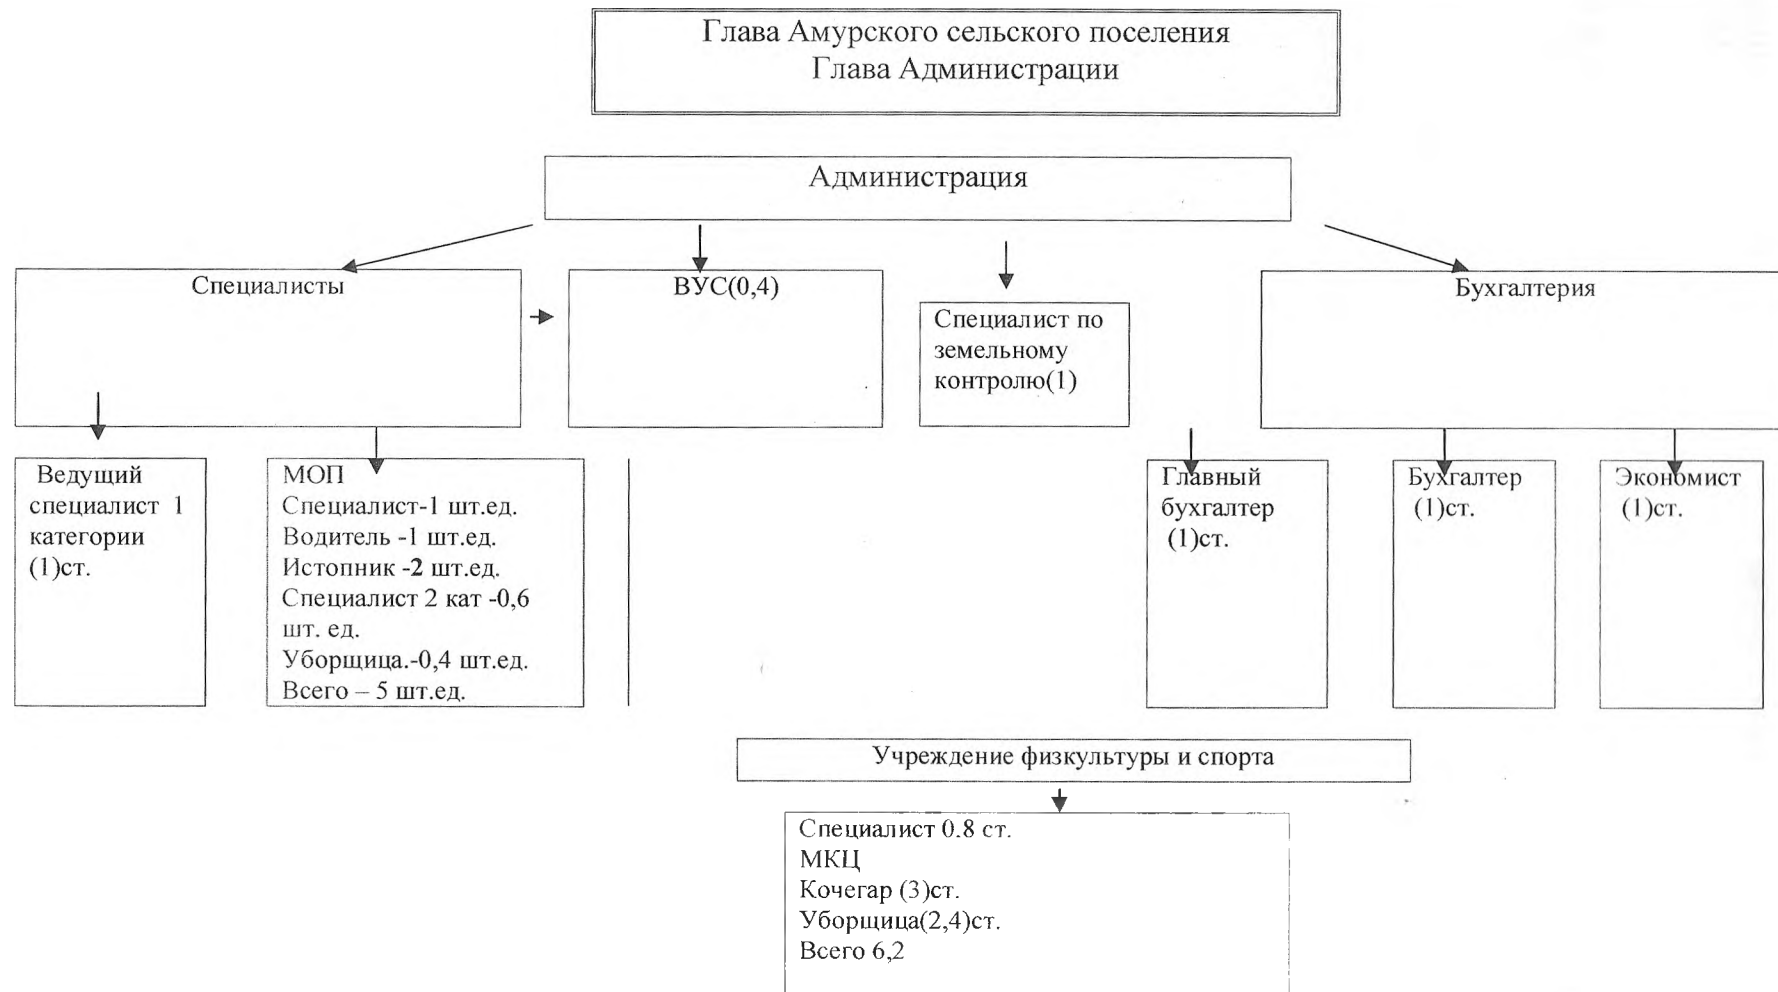 Глава Амурского сельского поселения
Глава Администрации
Администрация
Специалисты
ВУС(0,4)
Специалист по
земельному
контролю(1)
Бухгалтерия
Ведущий
специалист 1
категории
(1)ст.
МОП
Специалист-1 шт.ед.
Водитель -1 шт.ед.
Истопник -2 шт.ед.
Специалист 2 кат -0,6
шт. ед.
Уборщица.-0,4 шт.ед.
Всего – 5 шт.ед.
Главный
бухгалтер
(1)ст.
Бухгалтер
(1)ст.
Экономист
(1)ст.
Учреждение физкультуры и спорта
Специалист 0.8 ст.
МКЦ
Кочегар (3)ст.
Уборщица(2,4)ст.
Всего 6,2